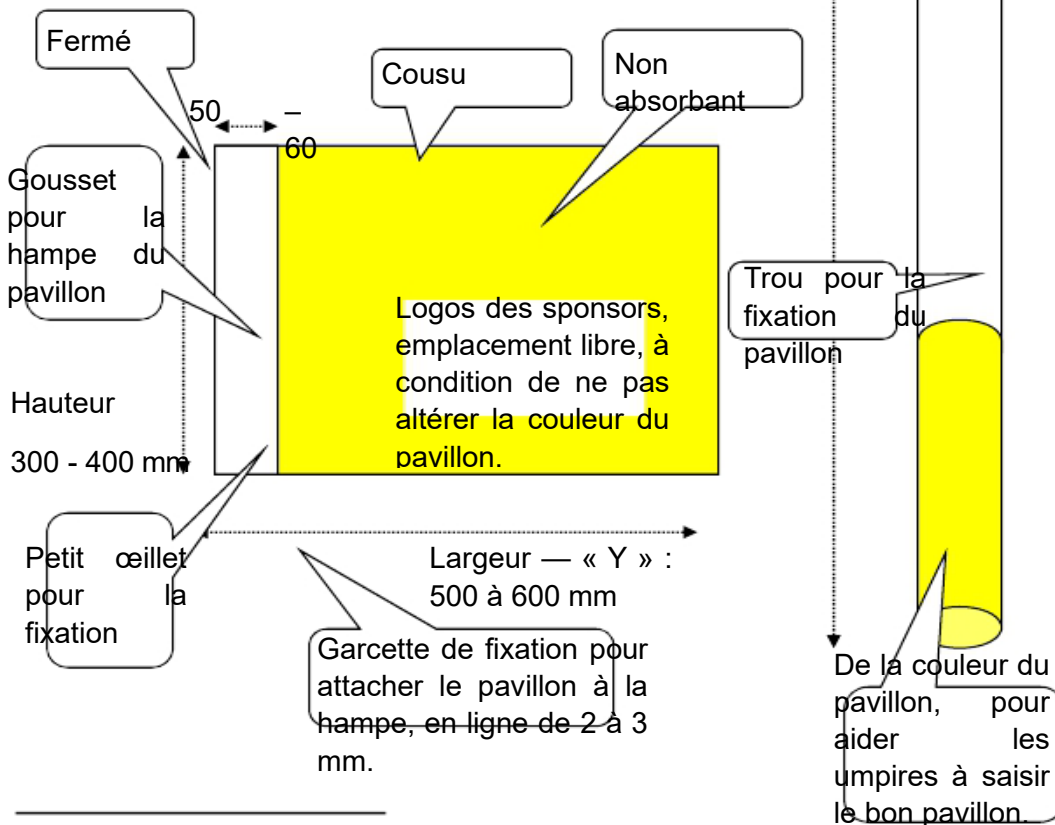 Fermé
Cousu
Non
absorbant
50 –
60
Gousset
pour la
hampe du
pavillon
Logos des sponsors,
emplacement libre, à
condition de ne pas
altérer la couleur du
pavillon.
Trou pour la
fixation du
pavillon
Hauteur
300 - 400 mm
Petit œillet
pour la
fixation
Largeur — « Y » :
500 à 600 mm
Garcette de fixation pour
attacher le pavillon à la
hampe, en ligne de 2 à 3
mm.
De la couleur du
pavillon, pour
aider les
umpires à saisir
le bon pavillon.